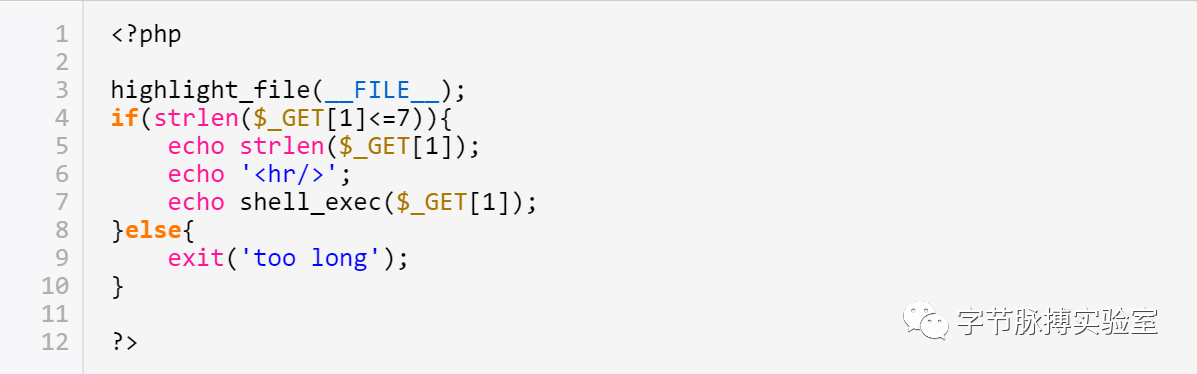 1 <?php
2
3 highlight_file(__FILE__);
4 if(strlen($_GET[1]<=7)){
5     echo strlen($_GET[1]);
6     echo '<hr/>';
7     echo shell_exec($_GET[1]);
8 }else{
9     exit('too long');
10 }
11
12 ?>
字节脉搏实验室